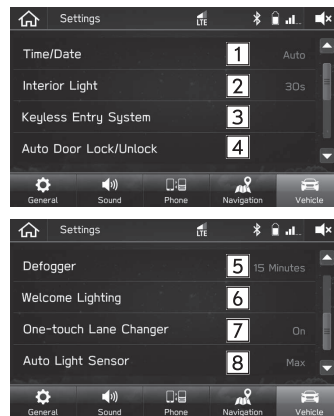 Settings LTE
Time/Date 1 Auto
Interior Light 2 30s
Keyless Entry System 3
Auto Door Lock/Unlock 4
General Sound Phone Navigation Vehicle
Settings LTE
Defogger 5 15 Minutes
Welcome Lighting 6
One-touch Lane Changer 7 On
Auto Light Sensor 8 Max
General Sound Phone Navigation Vehicle